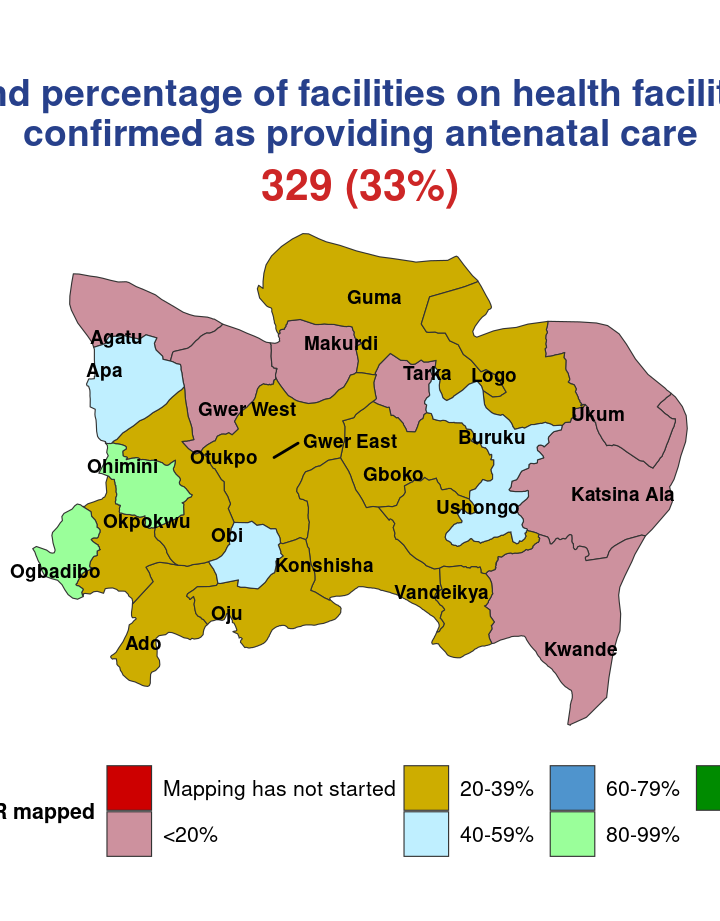 nd percentage of facilities on health facilit
confirmed as providing antenatal care
329 (33%)
Guma
Agatu
Makurdi
Apa
Tarka
Logo
Gwer West
Ukum
Buruku
Gwer East
Otukpo
Ohimini
Gboko
Katsina Ala
Ushongo
Okpokwu
Obi
Konshisha
Ogbadibo
Vandeikya
Oju
Ado
Kwande
Mapping has not started
20-39%
60-79%
R mapped
<20%
40-59%
80-99%